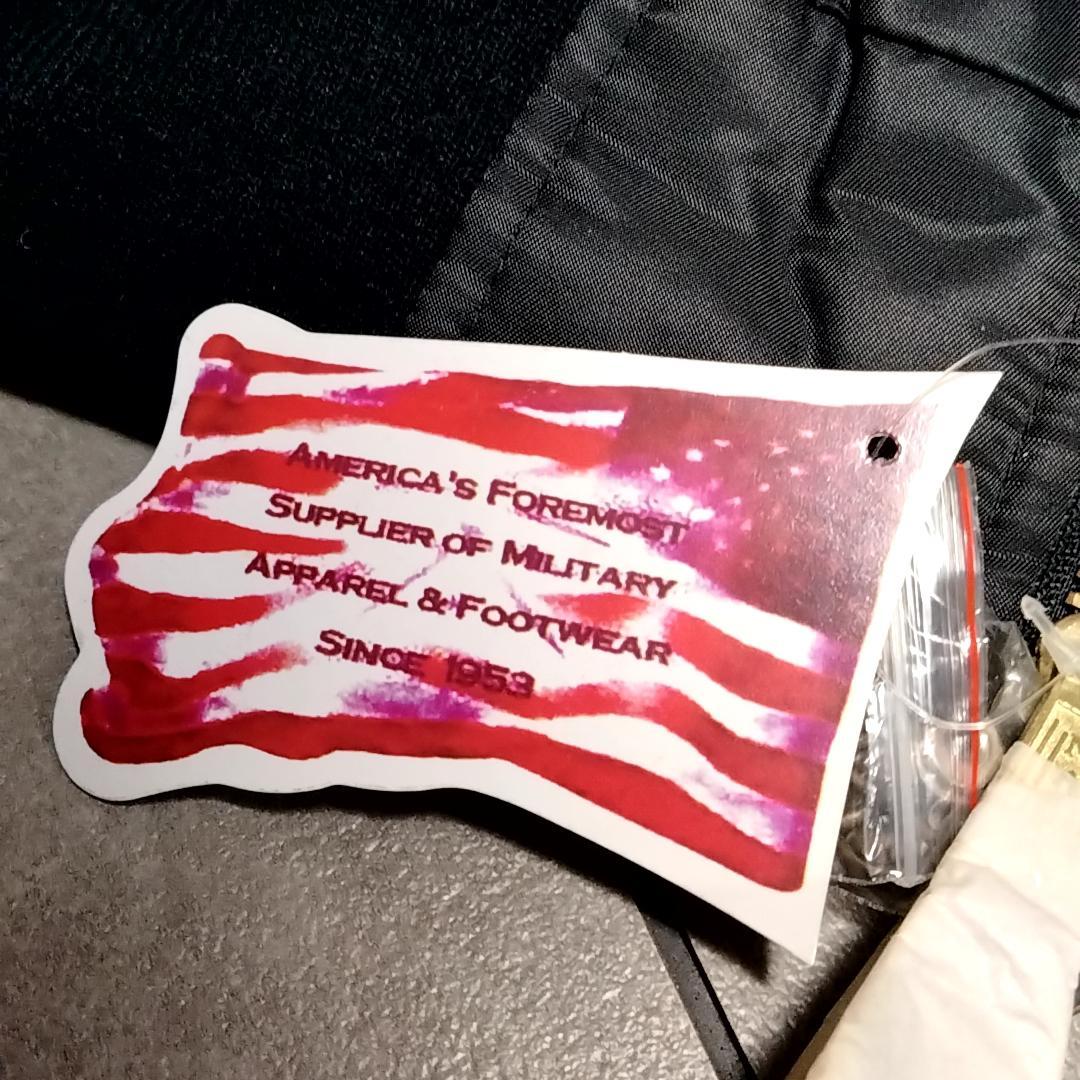 America's Foremost
Supplier of Military
Apparel & Footwear
Since 1953